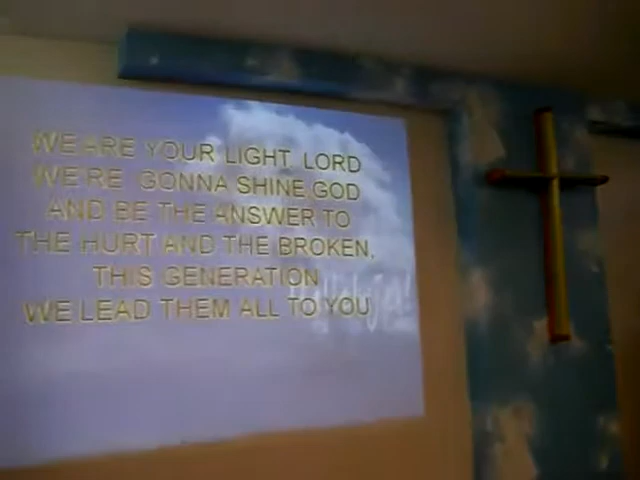 WE ARE YOUR LIGHT, LORD
WE'RE GONNA SHINE,GOD
AND BE THE ANSWER TO
THE HURT AND THE BROKEN,
THIS GENERATION
WE LEAD THEM ALL TO YOU